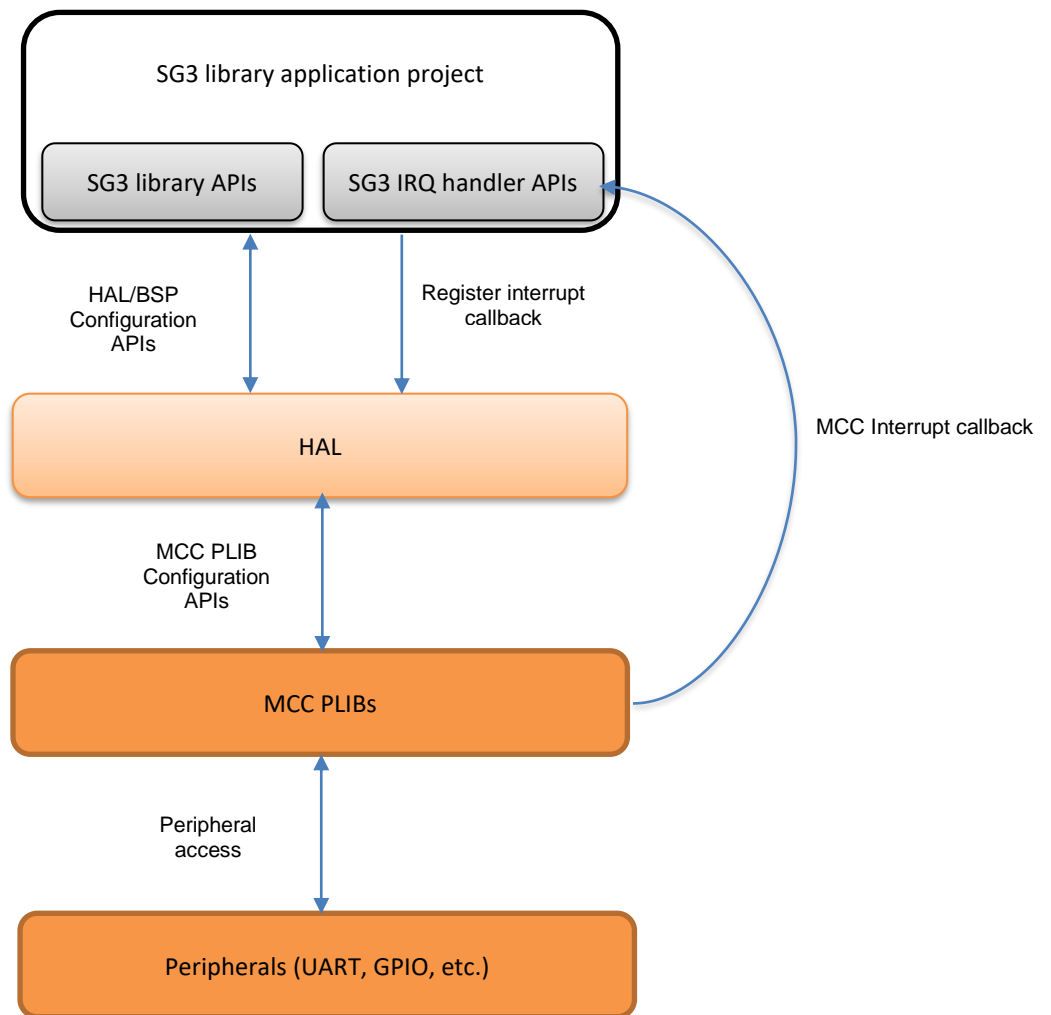 SG3 library application project
SG3 library APIs
SG3 IRQ handler APIs
HAL/BSP
Configuration
APIs
Register interrupt
callback
MCC Interrupt callback
HAL
MCC PLIB
Configuration
APIs
MCC PLIBs
Peripheral
access
Peripherals (UART, GPIO, etc.)